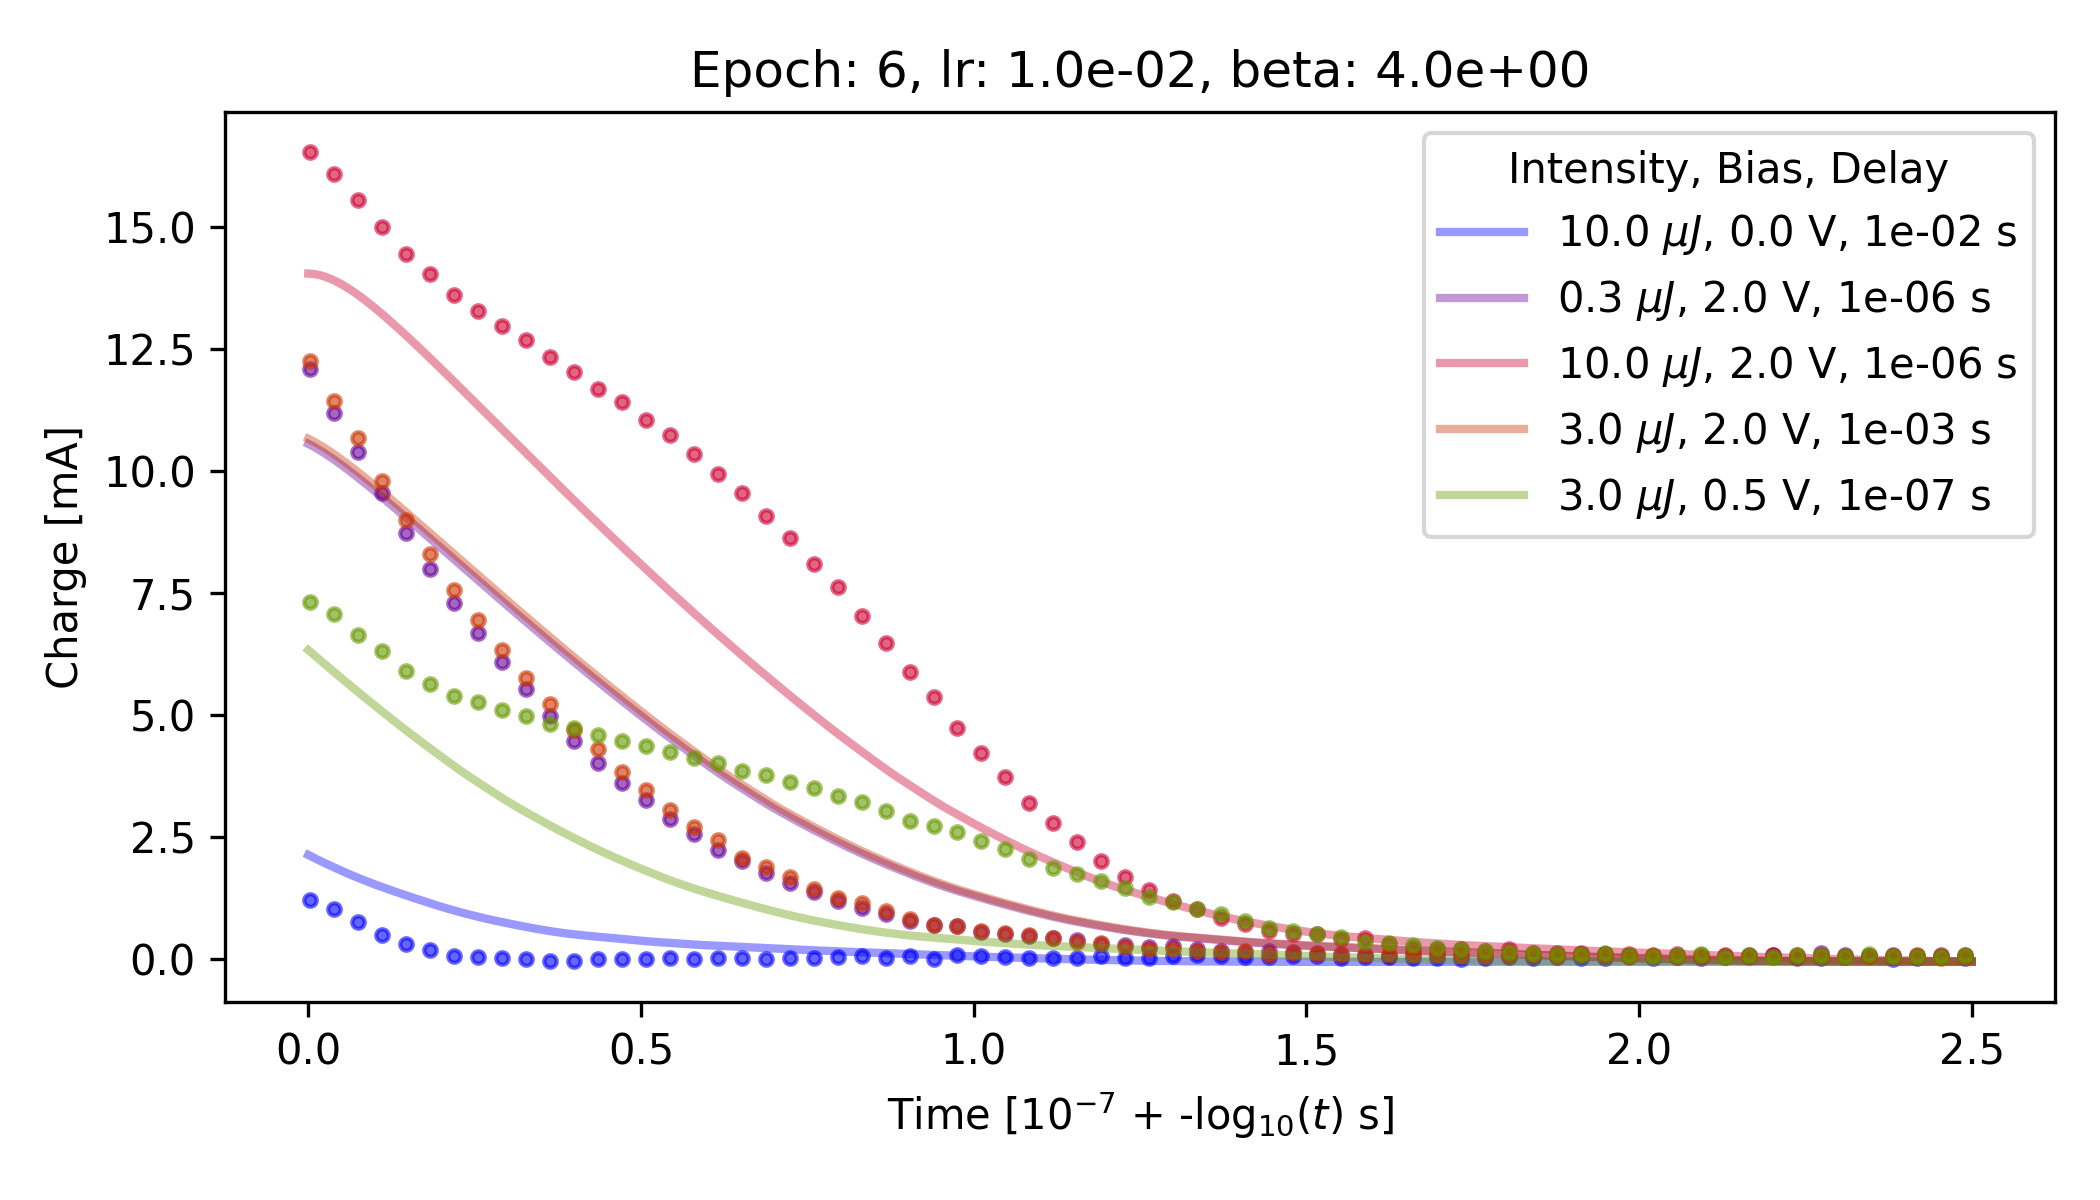 Epoch: 6, lr: 1.0e-02, beta: 4.0e+00
Charge [mA]
15.0
12.5
10.0
7.5
5.0
2.5
0.0
Intensity, Bias, Delay
10.0 μJ, 0.0 V, 1e-02 s
0.3 μJ, 2.0 V, 1e-06 s
10.0 μJ, 2.0 V, 1e-06 s
3.0 μJ, 2.0 V, 1e-03 s
3.0 μJ, 0.5 V, 1e-07 s
0.0 0.5 1.0 1.5 2.0 2.5
Time [10⁻⁷ + -log₁₀(t) s]